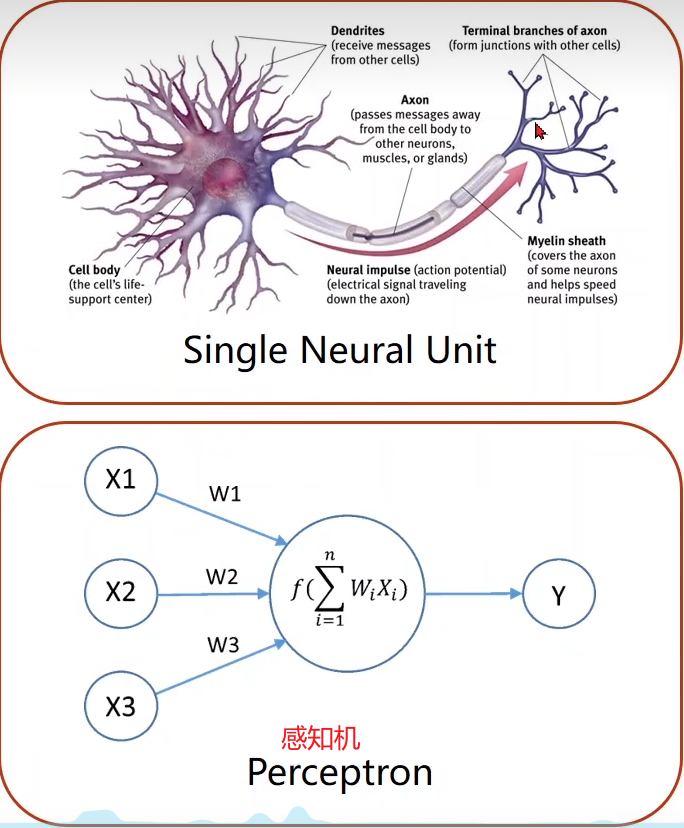 Dendrites
(receive messages
from other cells)
Terminal branches of axon
(form junctions with other cells)
Axon
(passes messages away
from the cell body to
other neurons,
muscles, or glands)
Cell body
(the cell's life-
support center)
Neural impulse (action potential)
(electrical signal traveling
down the axon)
Myelin sheath
(covers the axon
of some neurons
and helps speed
neural impulses)
Single Neural Unit
X1
W1
X2
W2
f(∑ⁿᵢ₌₁ WᵢXᵢ)
Y
W3
X3
感知机
Perceptron